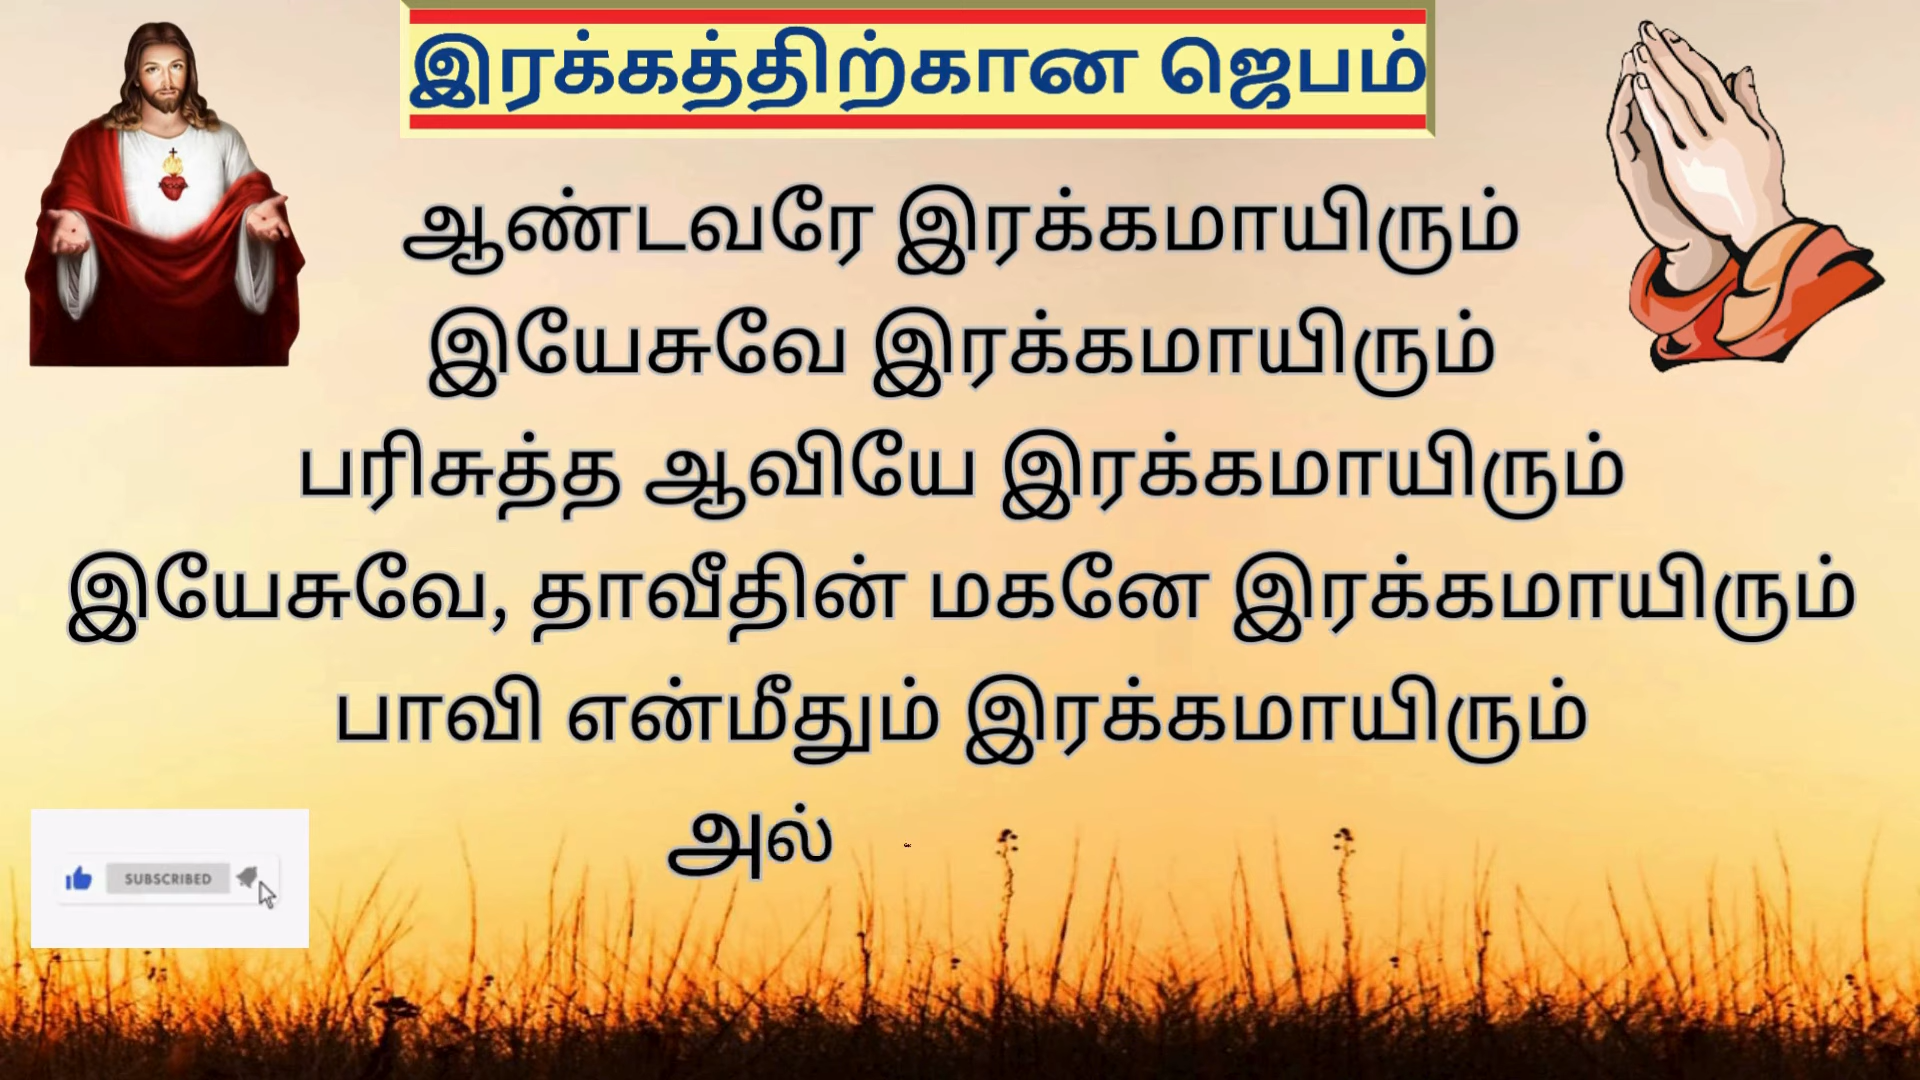 இரக்கத்திற்கான ஜெபம்
ஆண்டவரே இரக்கமாயிரும்
இயேசுவே இரக்கமாயிரும்
பரிசுத்த ஆவியே இரக்கமாயிரும்
இயேசுவே, தாவீதின் மகனே இரக்கமாயிரும்
பாவி என்மீதும் இரக்கமாயிரும்
அல்
SUBSCRIBED